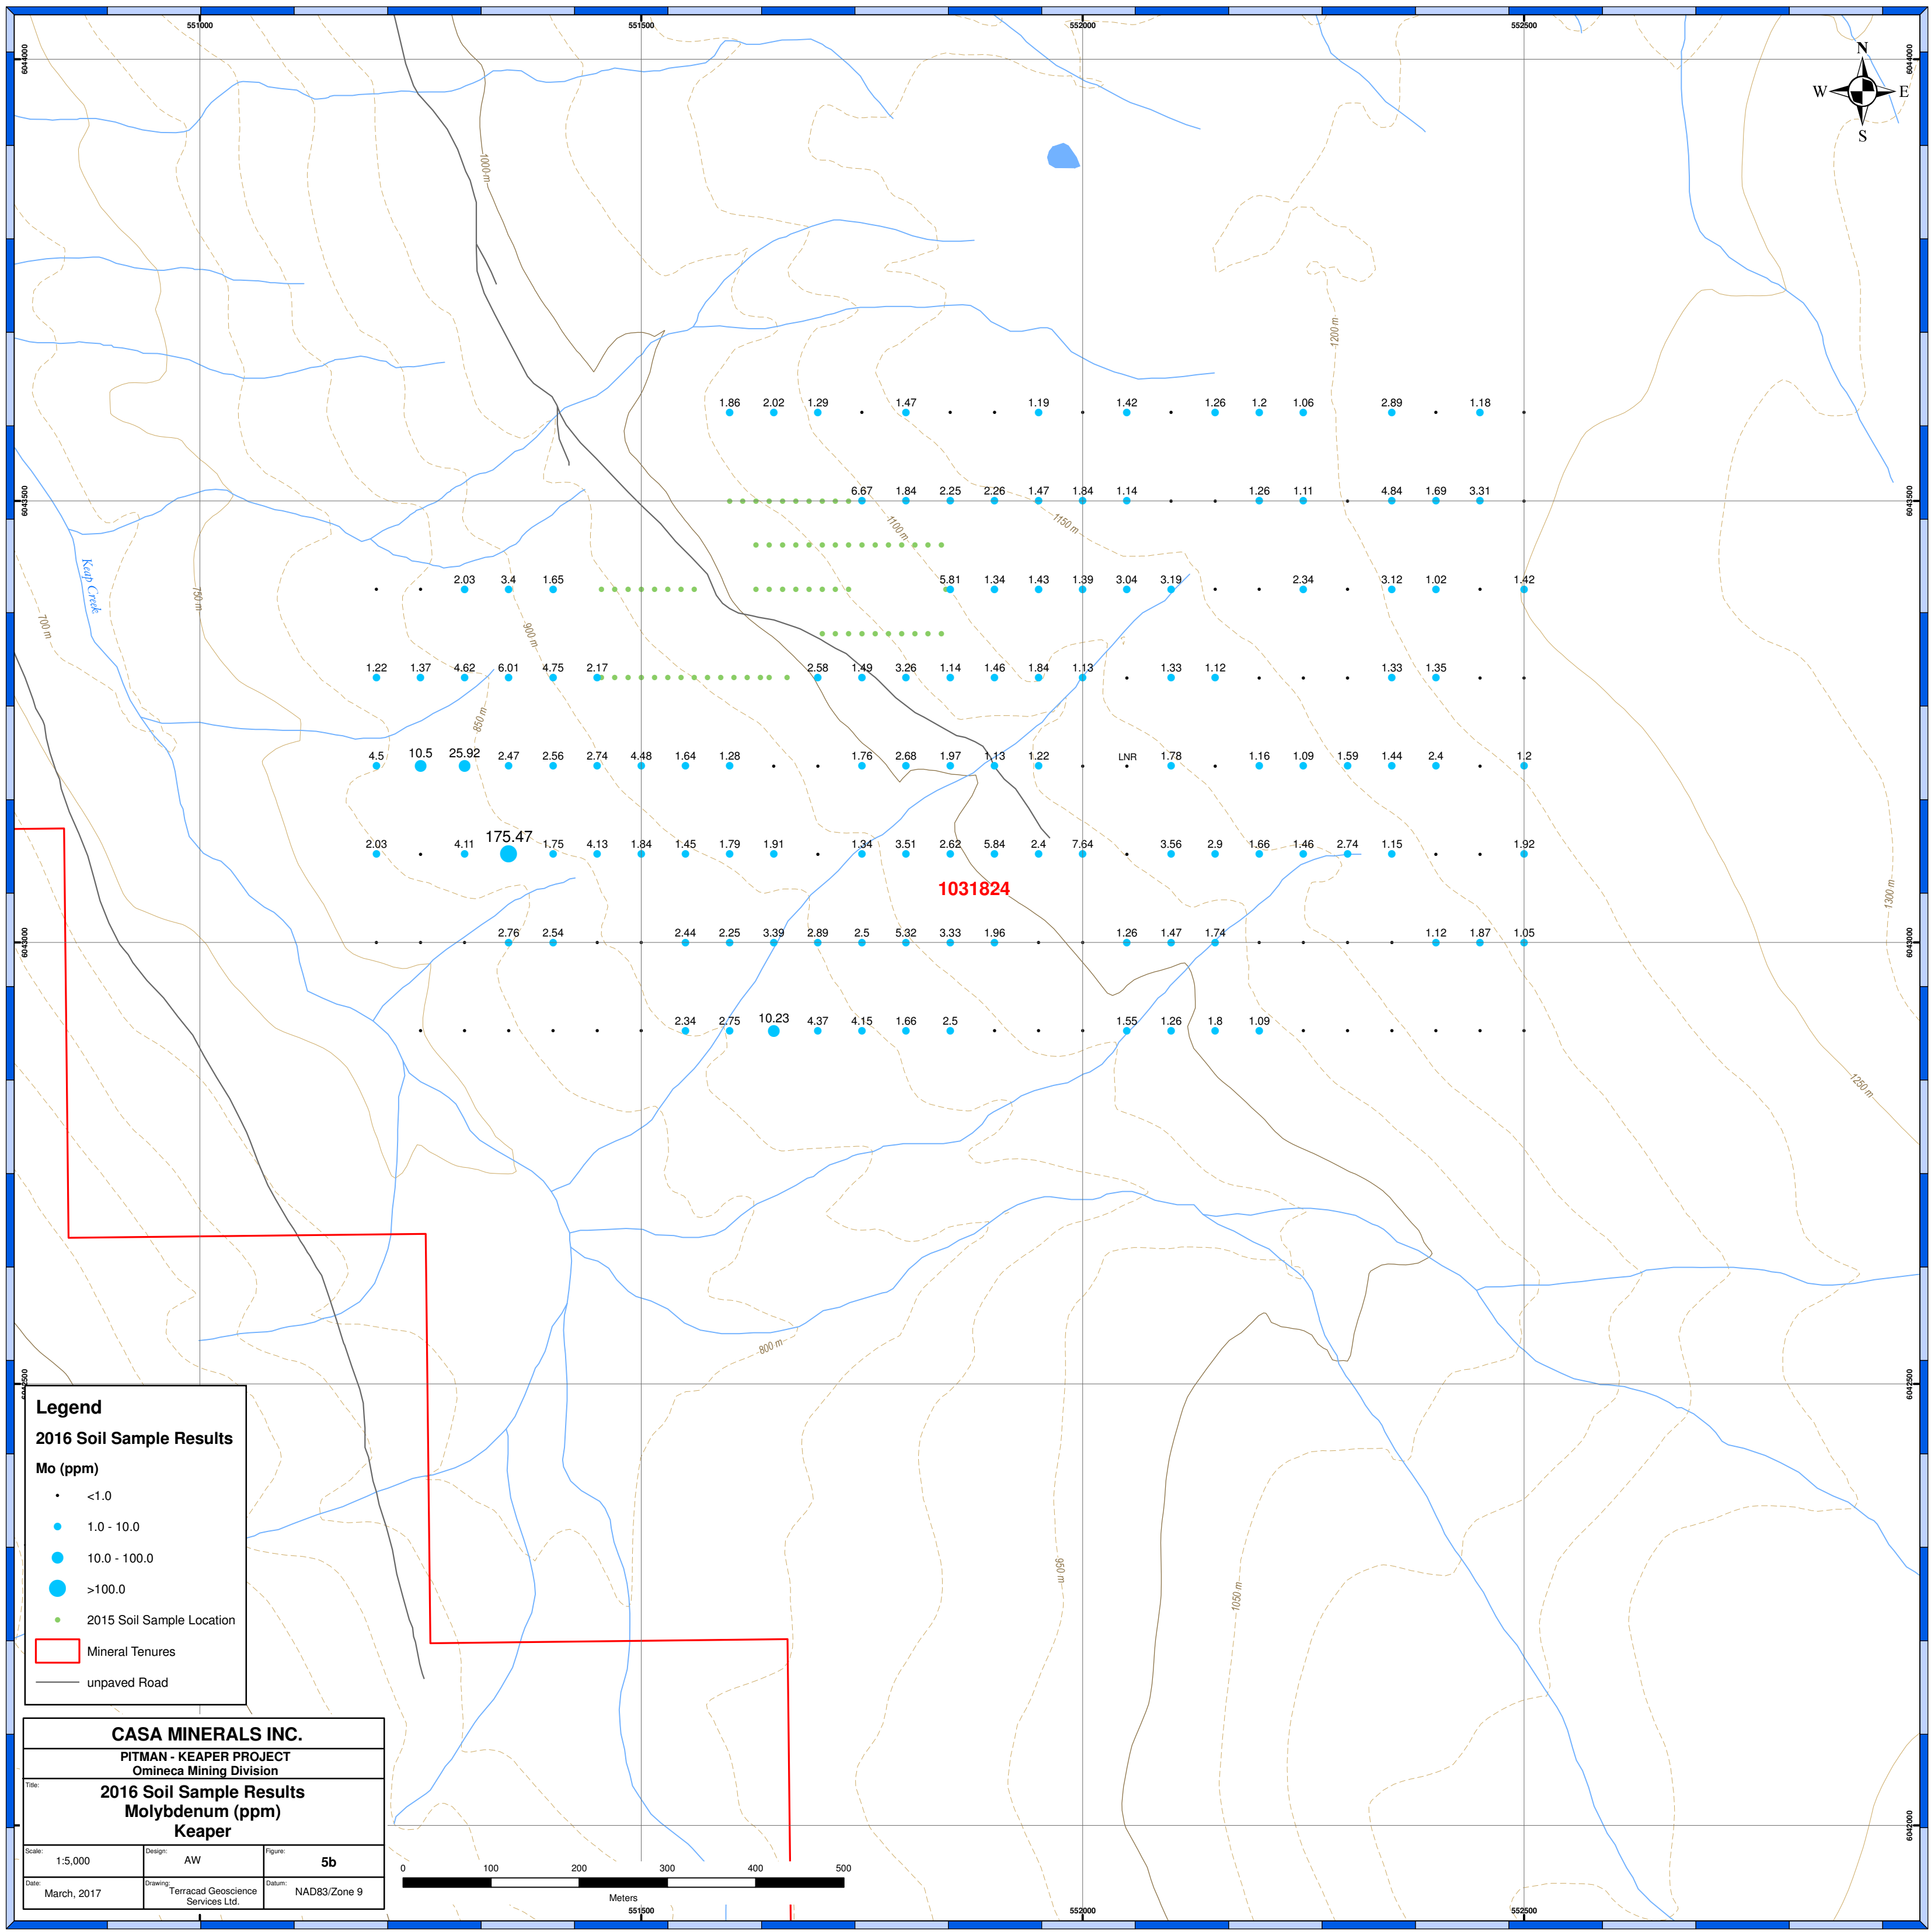 551000 551500 552000 552500
6044000 6044000
N
W E
S
1000 m
1200 m
1.86 2.02 1.29 1.47 1.19 1.42 1.26 1.2 1.06 2.89 1.18
6043500 6.67 1.84 2.25 2.26 1.47 1.84 1.14 1.26 1.11 4.84 1.69 3.31 6043500
1100 m 1150 m
Keap Creek
2.03 3.4 1.65 5.81 1.34 1.43 1.39 3.04 3.19 2.34 3.12 1.02 1.42
750 m
700 m 900 m
1.22 1.37 4.62 6.01 4.75 2.17 2.58 1.49 3.26 1.14 1.46 1.84 1.13 1.33 1.12 1.33 1.35
850 m
4.5 10.5 25.92 2.47 2.56 2.74 4.48 1.64 1.28 1.76 2.68 1.97 1.13 1.22 LNR 1.78 1.16 1.09 1.59 1.44 2.4 1.2
2.03 4.11 175.47 1.75 4.13 1.84 1.45 1.79 1.91 1.34 3.51 2.62 5.84 2.4 7.64 3.56 2.9 1.66 1.46 2.74 1.15 1.92
1031824
1300 m
6043000 2.76 2.54 2.44 2.25 3.39 2.89 2.5 5.32 3.33 1.96 1.26 1.47 1.74 1.12 1.87 1.05 6043000
2.34 2.75 10.23 4.37 4.15 1.66 2.5 1.55 1.26 1.8 1.09
1250 m
800 m
6042500
950 m
1050 m
6042000
Legend
2016 Soil Sample Results
Mo (ppm)
<1.0
1.0 - 10.0
10.0 - 100.0
>100.0
2015 Soil Sample Location
Mineral Tenures
unpaved Road
CASA MINERALS INC.
PITMAN - KEAPER PROJECT
Omineca Mining Division
Title:
2016 Soil Sample Results
Molybdenum (ppm)
Keaper
Scale: 1:5,000
Design: AW
Figure: 5b
Date: March, 2017
Drawing: Terracad Geoscience
Services Ltd.
Datum: NAD83/Zone 9
0 100 200 300 400 500
Meters
551500 552000 552500